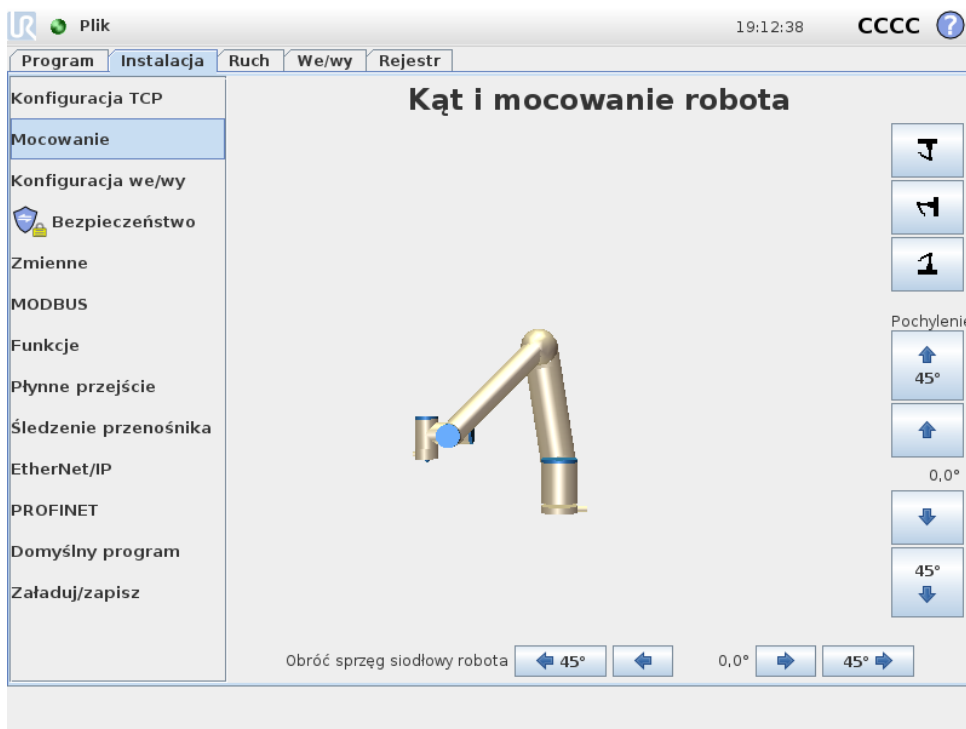 UR Plik 19:12:38 CCCC ?
Program Instalacja Ruch We/wy Rejestr
Konfiguracja TCP
Mocowanie
Konfiguracja we/wy
Bezpieczeństwo
Zmienne
MODBUS
Funkcje
Płynne przejście
Śledzenie przenośnika
EtherNet/IP
PROFINET
Domyślny program
Załaduj/zapisz
Kąt i mocowanie robota
Pochylenie
45°
0,0°
45°
Obróć sprzęg siodłowy robota 45° 0,0° 45°